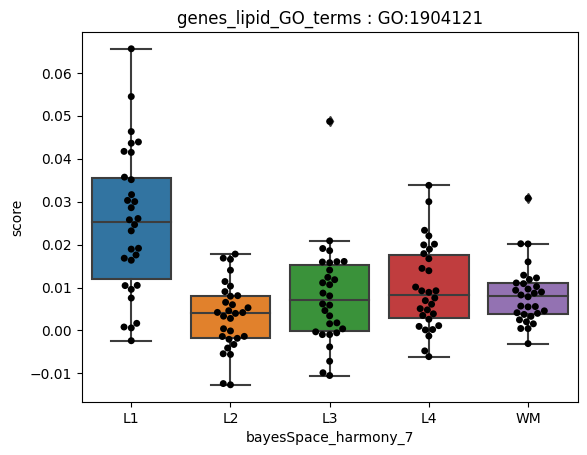 genes_lipid_GO_terms : GO:1904121
0.06
0.05
0.04
0.03
0.02
0.01
0.00
−0.01
score
L1 L2 L3 L4 WM
bayesSpace_harmony_7